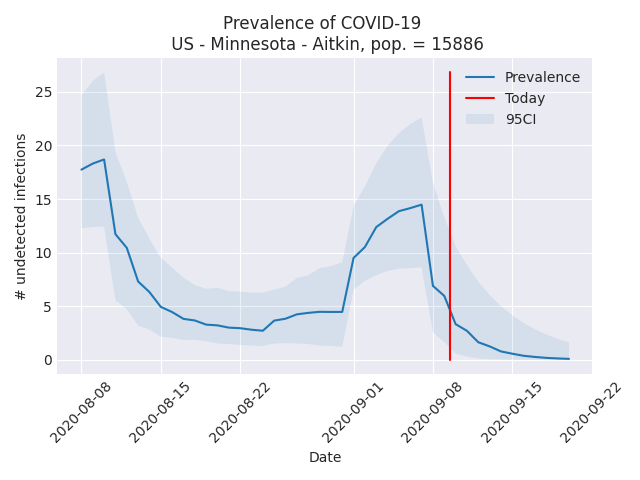 Prevalence of COVID-19
US - Minnesota - Aitkin, pop. = 15886
Prevalence
Today
95CI
# undetected infections
25
20
15
10
5
0
2020-08-08
2020-08-15
2020-08-22
2020-09-01
2020-09-08
2020-09-15
2020-09-22
Date